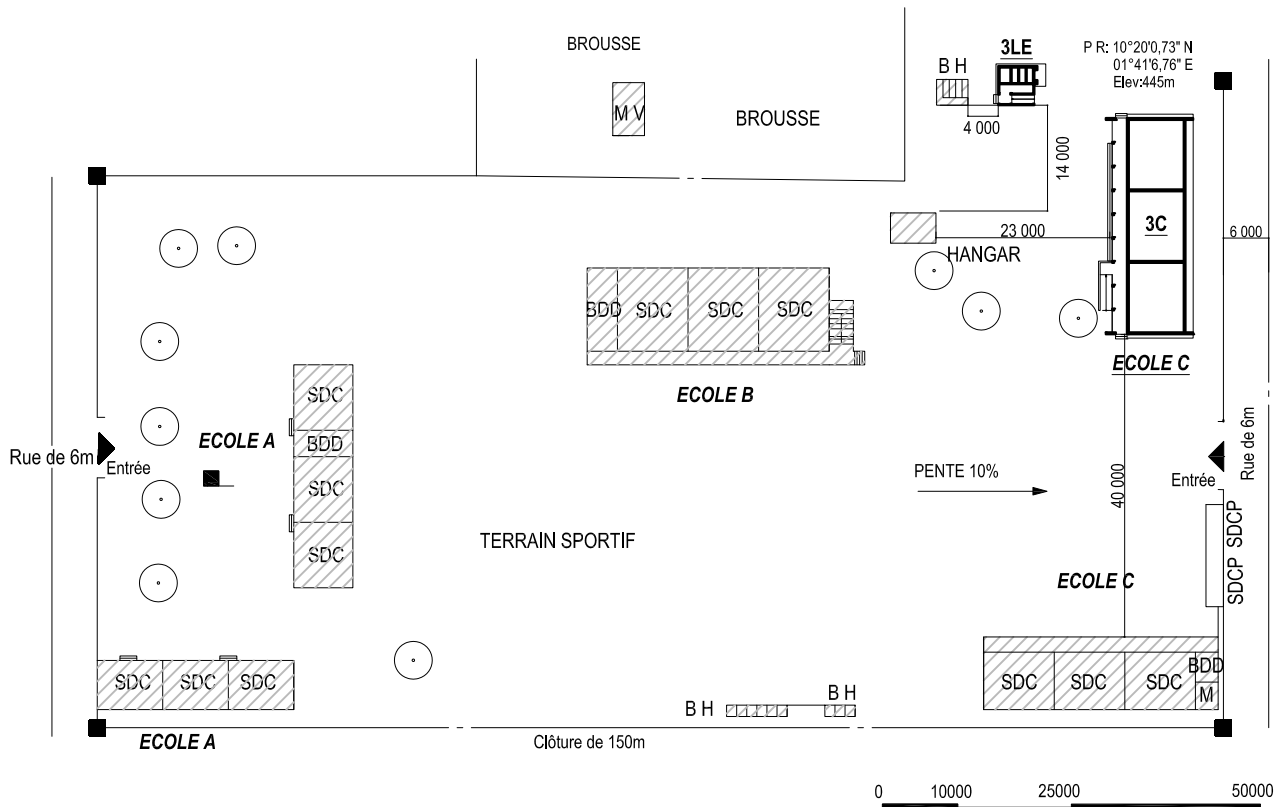 BROUSSE
3LE
P R: 10°20'0,73" N
01°41'6,76" E
Elev:445m
B H
M V
BROUSSE
4 000
14 000
3C
23 000
6 000
HANGAR
BDD
SDC
SDC
SDC
ECOLE C
ECOLE B
SDC
ECOLE A
BDD
Rue de 6m
Entrée
SDC
SDC
PENTE 10%
40 000
Entrée
Rue de 6m
TERRAIN SPORTIF
SDCP SDCP
ECOLE C
SDC
SDC
SDC
SDC
SDC
SDC
BDD
M
B H
B H
ECOLE A
Clôture de 150m
0 10000 25000 50000